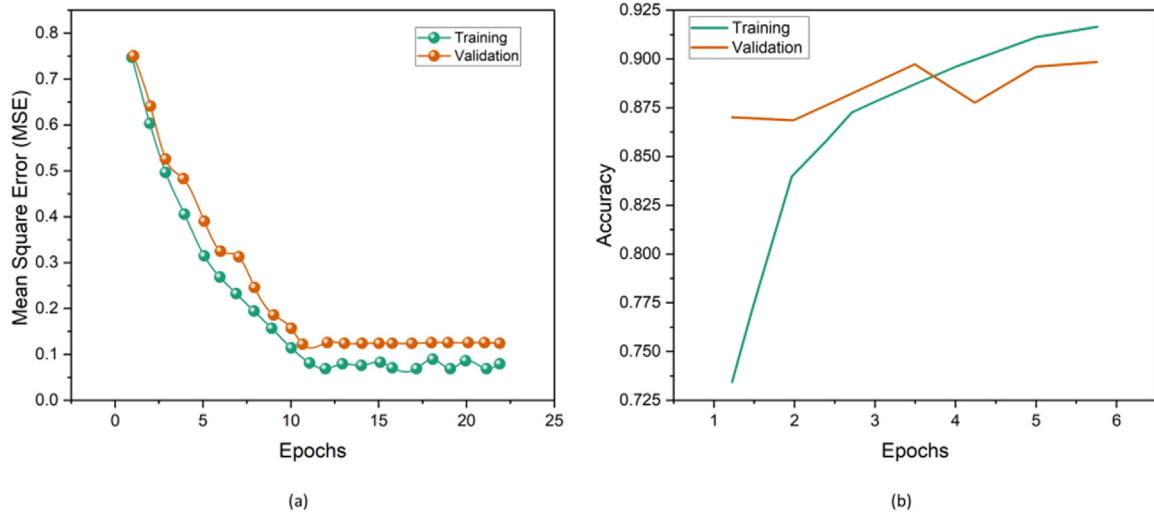 0.8
0.7
0.6
0.5
0.4
0.3
0.2
0.1
0.0
Mean Square Error (MSE)
Training
Validation
0 5 10 15 20 25
Epochs
(a)
0.925
0.900
0.875
0.850
0.825
0.800
0.775
0.750
0.725
Accuracy
Training
Validation
1 2 3 4 5 6
Epochs
(b)